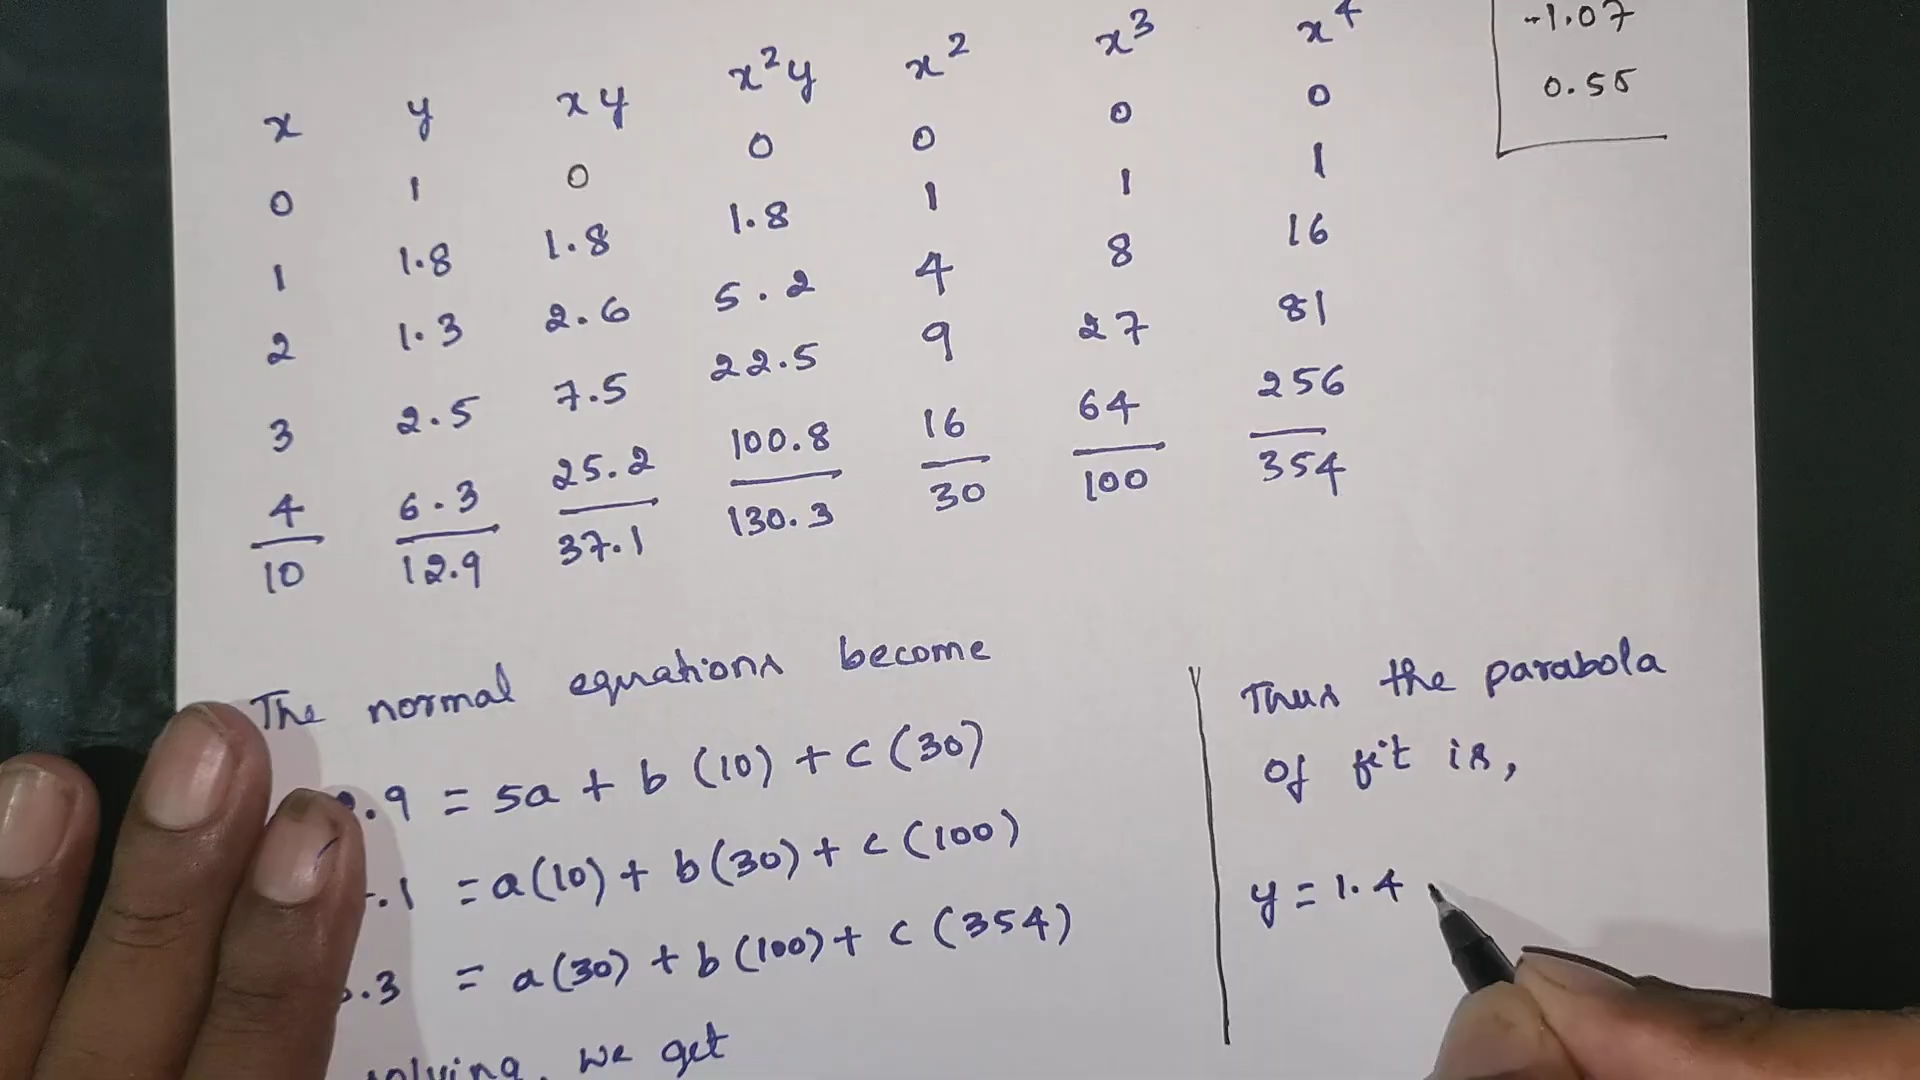 -1.07
0.55
x y xy x²y x² x³ x⁴
0 1 0 0 0 0 0
1 1.8 1.8 1.8 1 1 1
2 1.3 2.6 5.2 4 8 16
3 2.5 7.5 22.5 9 27 81
4 6.3 25.2 100.8 16 64 256
10 12.9 37.1 130.3 30 100 354
The normal equations become
.9 = 5a + b (10) + c (30)
.1 = a(10) + b(30) + c (100)
.3 = a(30) + b(100) + c (354)
we get
Thus the parabola
of fit is,
y = 1.4